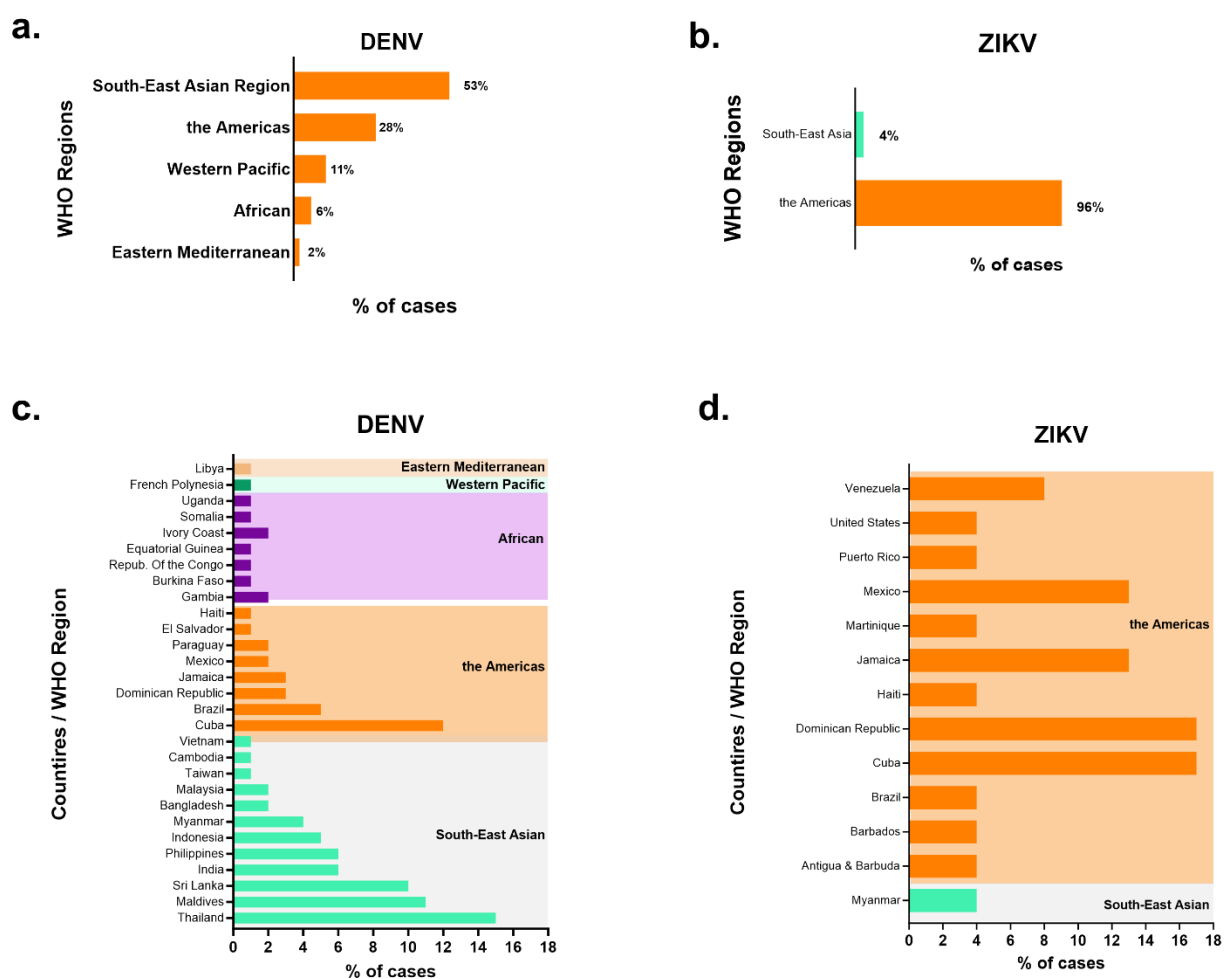 a.
DENV
WHO Regions
South-East Asian Region
53%
the Americas
28%
Western Pacific
11%
African
6%
Eastern Mediterranean
2%
% of cases
b.
ZIKV
WHO Regions
South-East Asia
4%
the Americas
96%
% of cases
c.
DENV
Countires / WHO Region
Libya
Eastern Mediterranean
French Polynesia
Western Pacific
Uganda
Somalia
Ivory Coast
African
Equatorial Guinea
Repub. Of the Congo
Burkina Faso
Gambia
Haiti
El Salvador
Paraguay
Mexico
the Americas
Jamaica
Dominican Republic
Brazil
Cuba
Vietnam
Cambodia
Taiwan
Malaysia
Bangladesh
Myanmar
Indonesia
South-East Asian
Philippines
India
Sri Lanka
Maldives
Thailand
0 2 4 6 8 10 12 14 16 18
% of cases
d.
ZIKV
Countires / WHO Region
Venezuela
United States
Puerto Rico
Mexico
Martinique
the Americas
Jamaica
Haiti
Dominican Republic
Cuba
Brazil
Barbados
Antigua & Barbuda
Myanmar
South-East Asian
0 2 4 6 8 10 12 14 16 18
% of cases